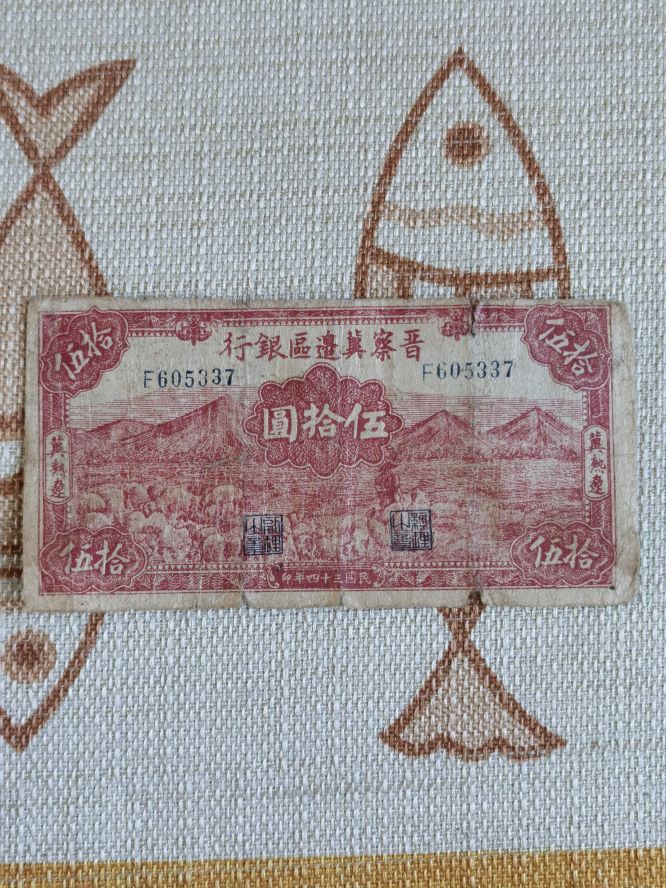 晉察冀邊區銀行
伍拾
伍拾
F605337
F605337
伍拾圓
冀熱遼
冀熱遼
伍拾
伍拾
民國三十四年印